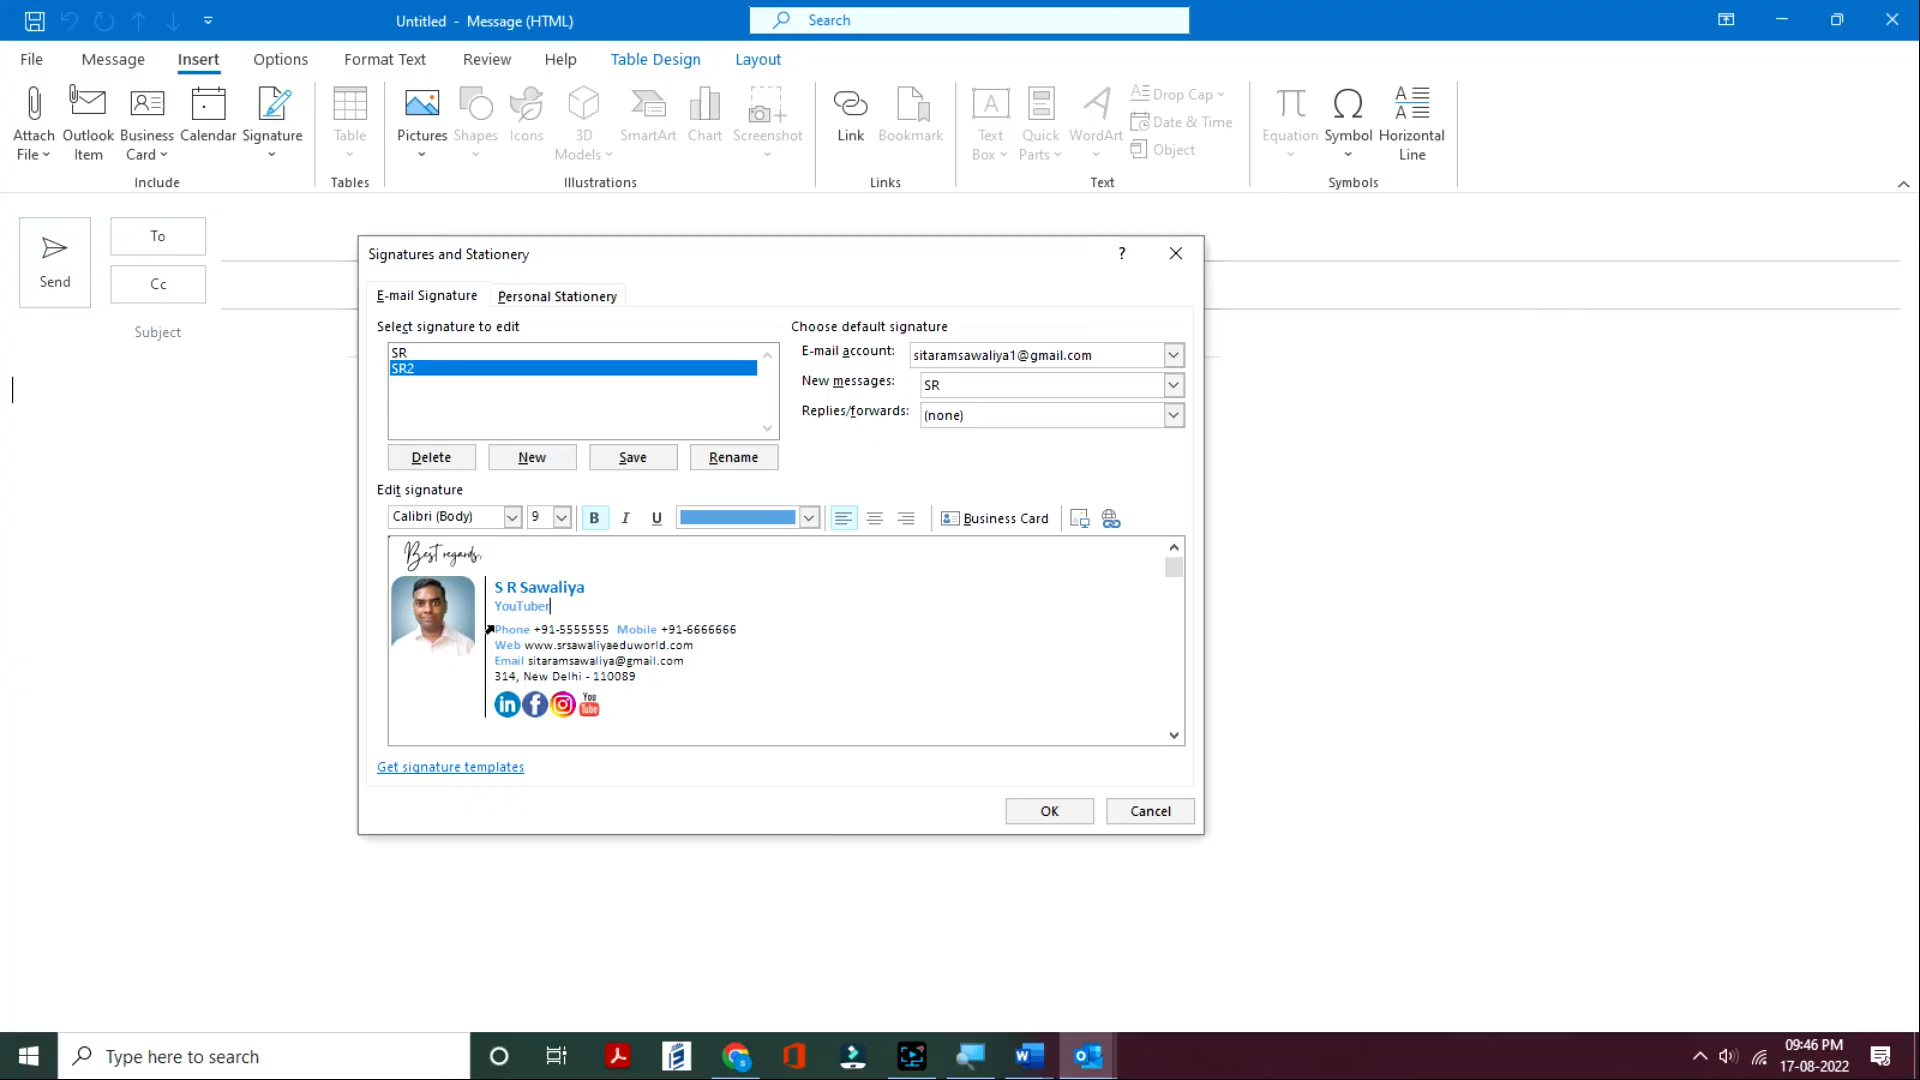 Untitled - Message (HTML)
Search
File Message Insert Options Format Text Review Help Table Design Layout
Attach File
Outlook Item
Business Card
Calendar
Signature
Table
Pictures
Shapes
Icons
3D Models
SmartArt
Chart
Screenshot
Link
Bookmark
Text Box
Quick Parts
WordArt
Drop Cap
Date & Time
Object
Equation
Symbol
Horizontal Line
Include
Tables
Illustrations
Links
Text
Symbols
Send
To
Cc
Subject
Signatures and Stationery
?
E-mail Signature Personal Stationery
Select signature to edit
SR
SR2
Delete New Save Rename
Choose default signature
E-mail account: sitaramsawaliya1@gmail.com
New messages: SR
Replies/forwards: (none)
Edit signature
Calibri (Body) 9 B I U Business Card
Best regards,
S R Sawaliya
YouTuber
Phone +91-5555555 Mobile +91-6666666
Web www.srsawaliyaeduworld.com
Email sitaramsawaliya@gmail.com
314, New Delhi - 110089
in f You Tube
Get signature templates
OK Cancel
Type here to search
09:46 PM
17-08-2022